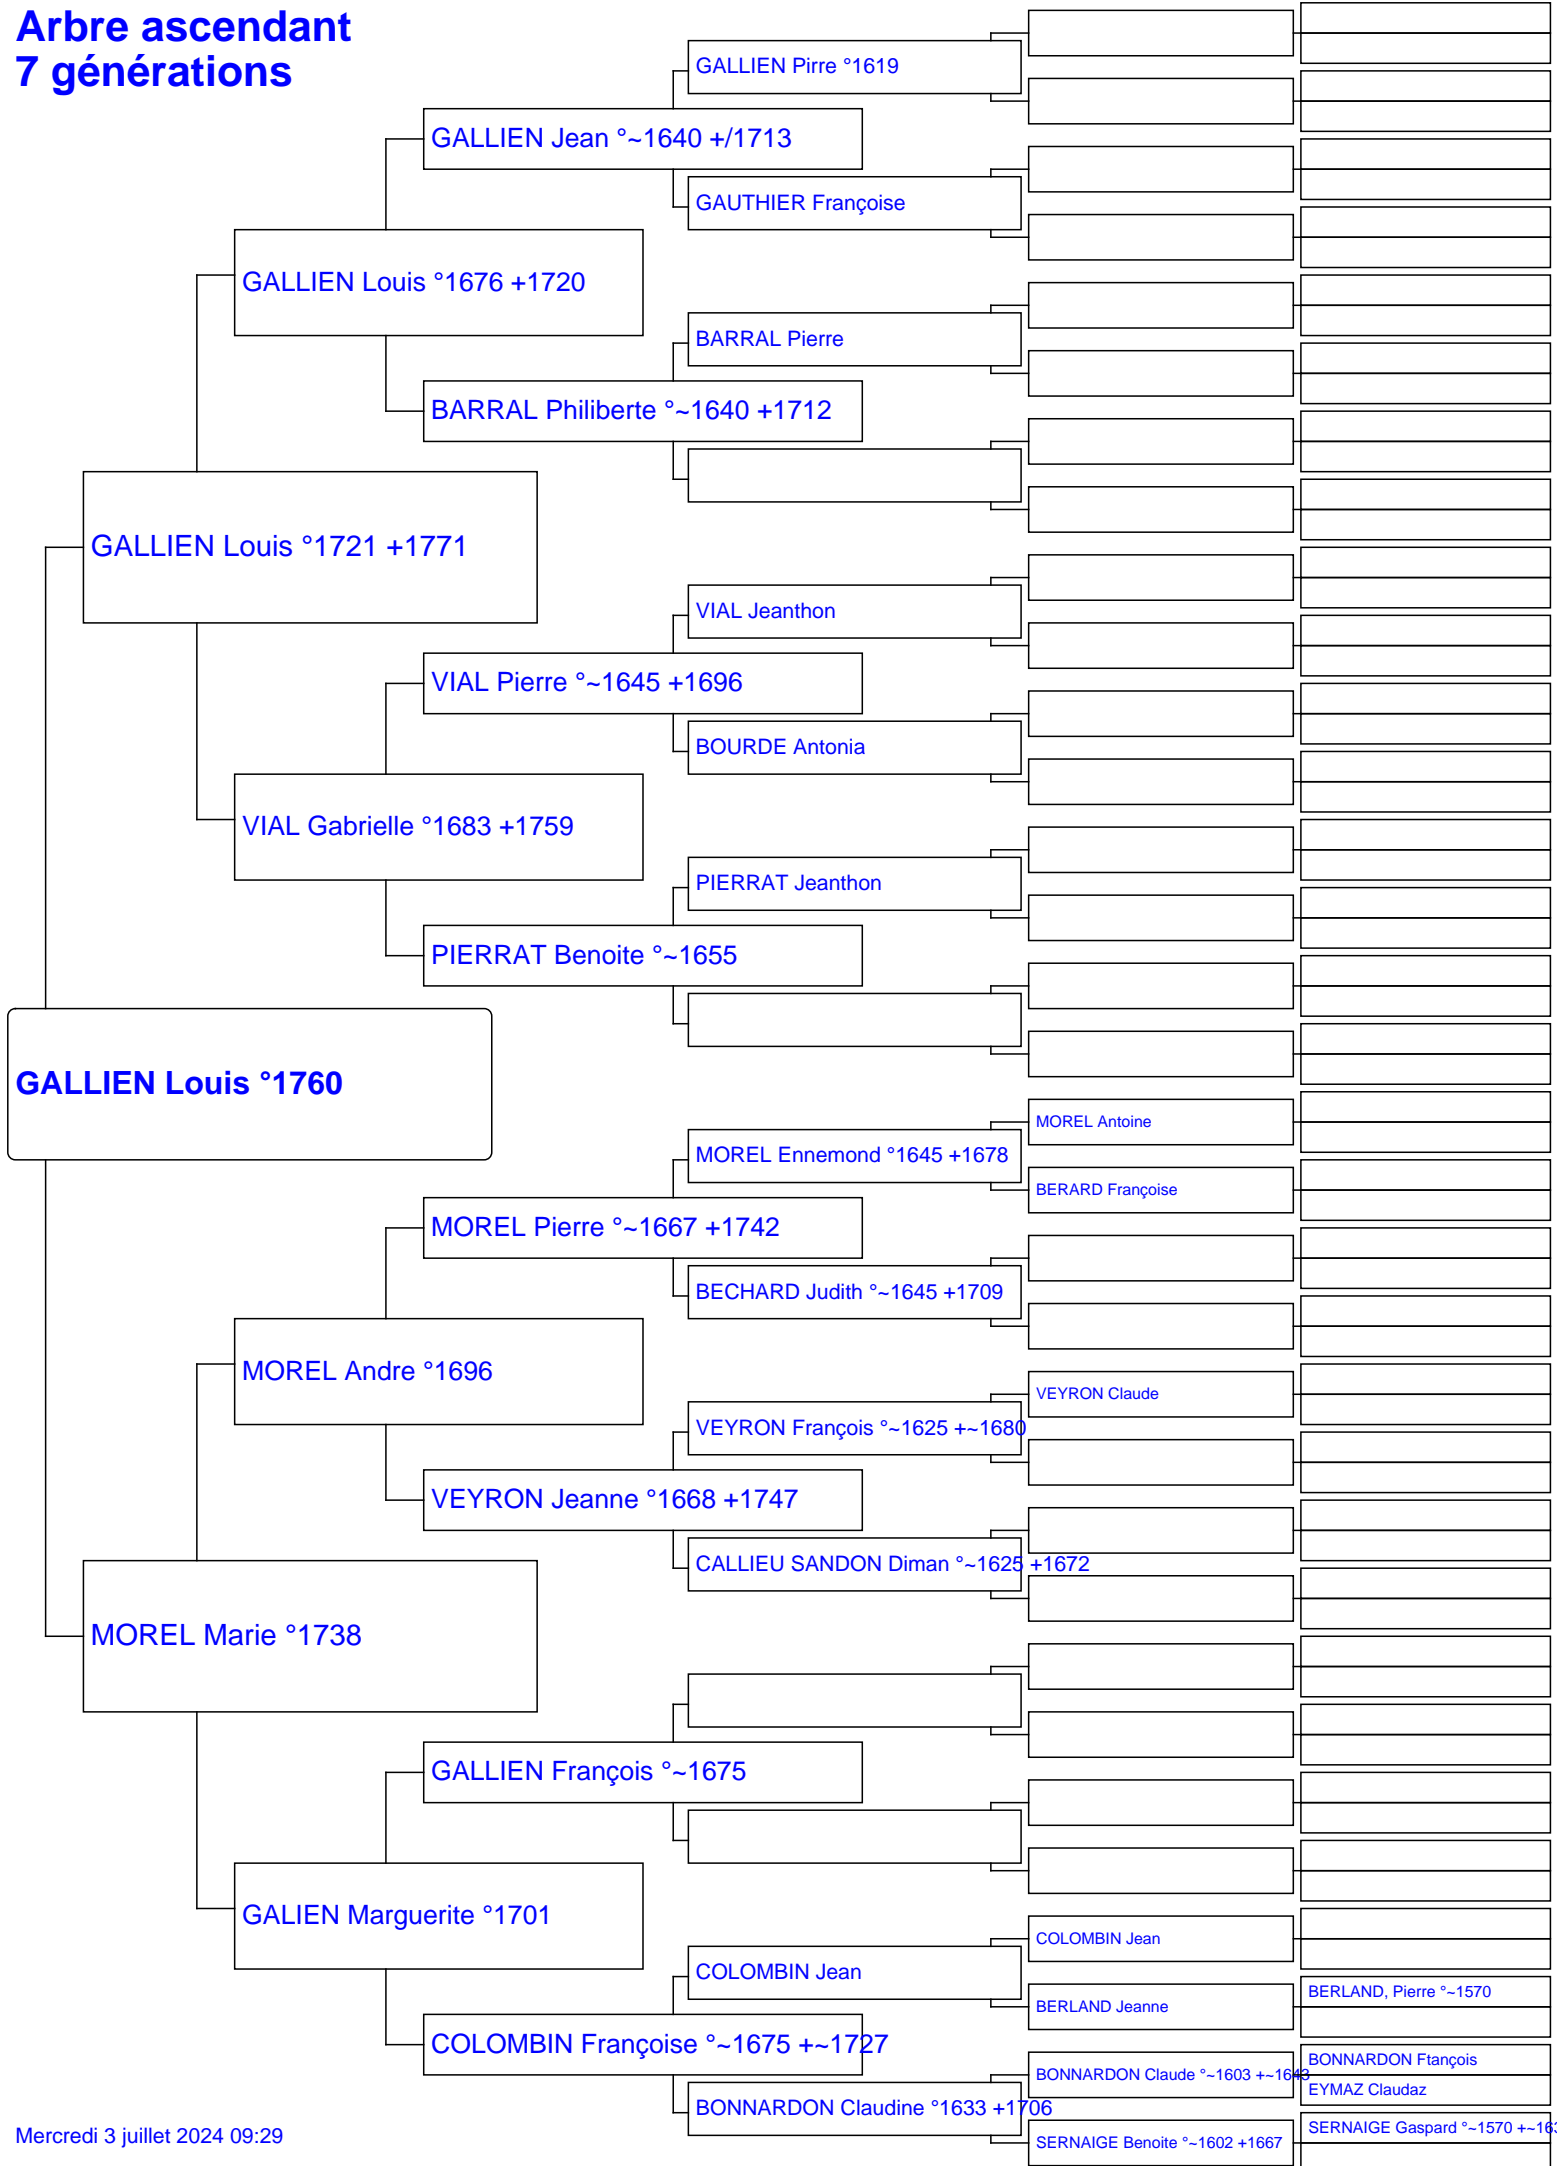 Arbre ascendant
7 générations
GALLIEN Pirre °1619
GALLIEN Jean °~1640 +/1713
GAUTHIER Françoise
GALLIEN Louis °1676 +1720
BARRAL Pierre
BARRAL Philiberte °~1640 +1712
GALLIEN Louis °1721 +1771
VIAL Jeanthon
VIAL Pierre °~1645 +1696
BOURDE Antonia
VIAL Gabrielle °1683 +1759
PIERRAT Jeanthon
PIERRAT Benoite °~1655
GALLIEN Louis °1760
MOREL Antoine
MOREL Ennemond °1645 +1678
BERARD Françoise
MOREL Pierre °~1667 +1742
BECHARD Judith °~1645 +1709
MOREL Andre °1696
VEYRON Claude
VEYRON François °~1625 +~1680
VEYRON Jeanne °1668 +1747
CALLIEU SANDON Diman °~1625 +1672
MOREL Marie °1738
GALLIEN François °~1675
GALIEN Marguerite °1701
COLOMBIN Jean
COLOMBIN Jean
BERLAND, Pierre °~1570
BERLAND Jeanne
COLOMBIN Françoise °~1675 +~1727
BONNARDON Ftançois
BONNARDON Claude °~1603 +~1643
EYMAZ Claudaz
BONNARDON Claudine °1633 +1706
SERNAIGE Gaspard °~1570
SERNAIGE Benoite °~1602 +1667
Mercredi 3 juillet 2024 09:29